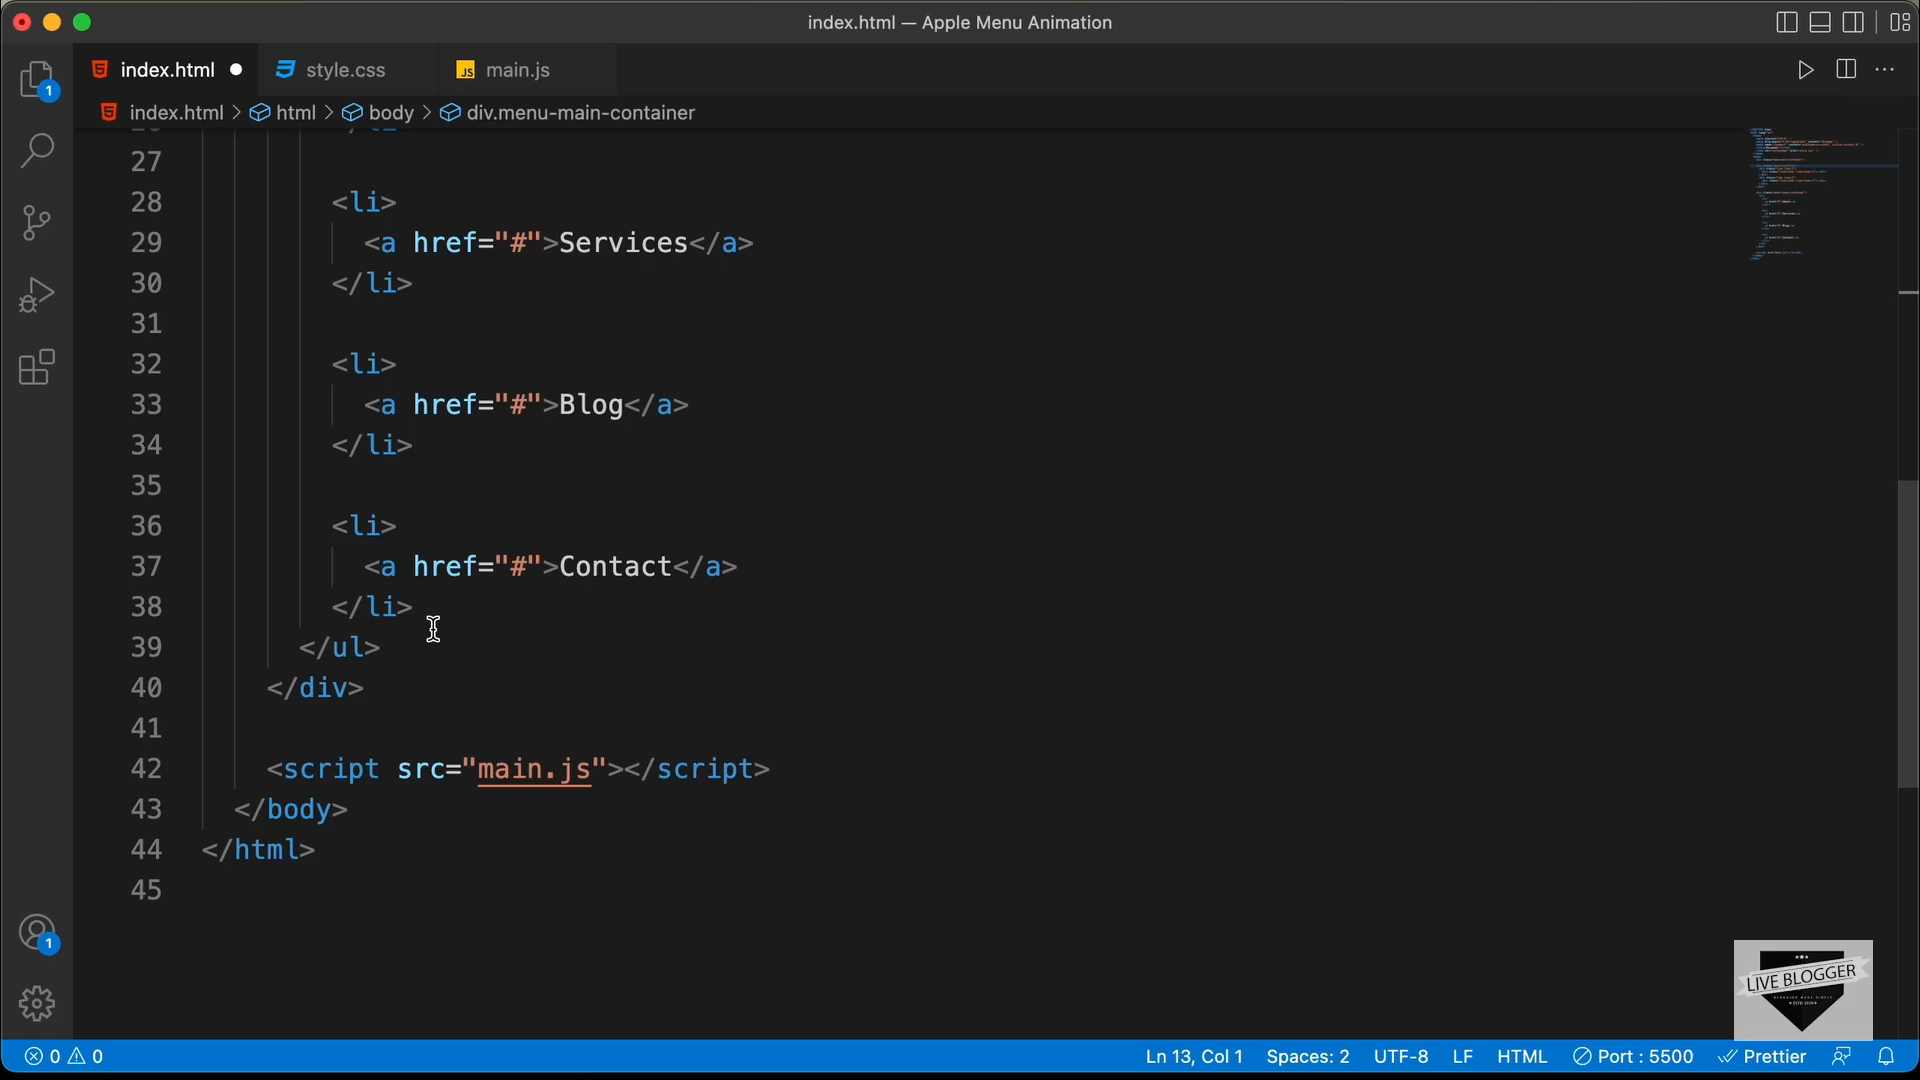 index.html — Apple Menu Animation
index.html style.css JS main.js
1
index.html > html > body > div.menu-main-container
27
28 <li>
29 <a href="#">Services</a>
30 </li>
31
32 <li>
33 <a href="#">Blog</a>
34 </li>
35
36 <li>
37 <a href="#">Contact</a>
38 </li>
39 </ul>
40 </div>
41
42 <script src="main.js"></script>
43 </body>
44 </html>
45
1
LIVE BLOGGER
0 0 Ln 13, Col 1 Spaces: 2 UTF-8 LF HTML Port : 5500 Prettier